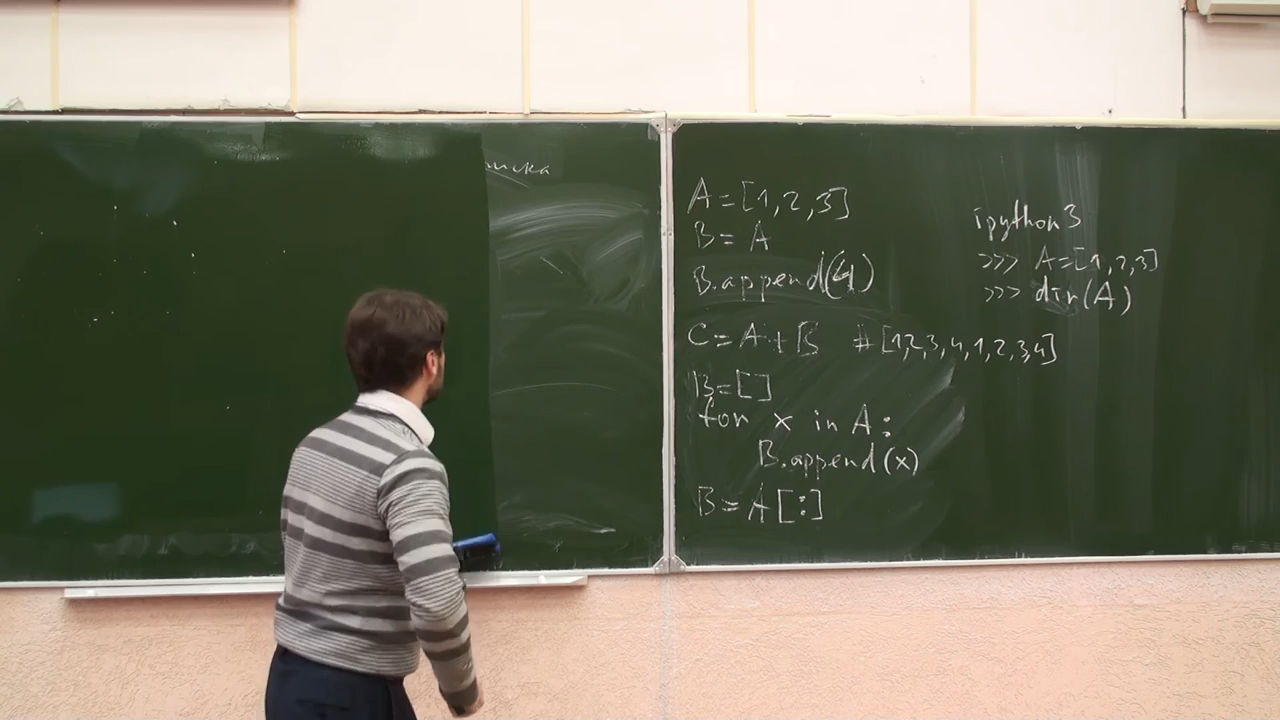 A=[1,2,3]
B=A
B.append(4)
C=A+B #[1,2,3,4,1,2,3,4]
B=[]
for x in A:
B.append(x)
B=A[:]
ipython3
>>> A=[1,2,3]
>>> dir(A)